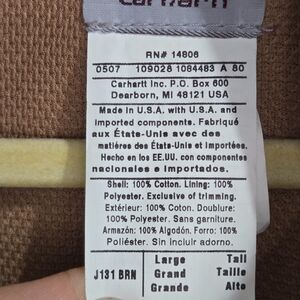 Carhartt
RN# 14806
0507 109028 1084483 A 80
Carhartt Inc. P.O. Box 600
Dearborn, MI 48121 USA
Made in U.S.A. with U.S.A. and
imported components. Fabriqué
aux États-Unis avec des
matières des États-Unis et importées.
Hecho en los EE.UU. con componentes
nacionales e importados.
Shell: 100% Cotton. Lining: 100%
Polyester. Exclusive of trimming.
Extérieur: 100% Coton. Doublure:
100% Polyester. Sans garniture.
Armazón: 100% Algodón. Forro: 100%
Poliéster. Sin incluir adorno.
J131 BRN
Large Tall
Grand Taille
Grande Alto